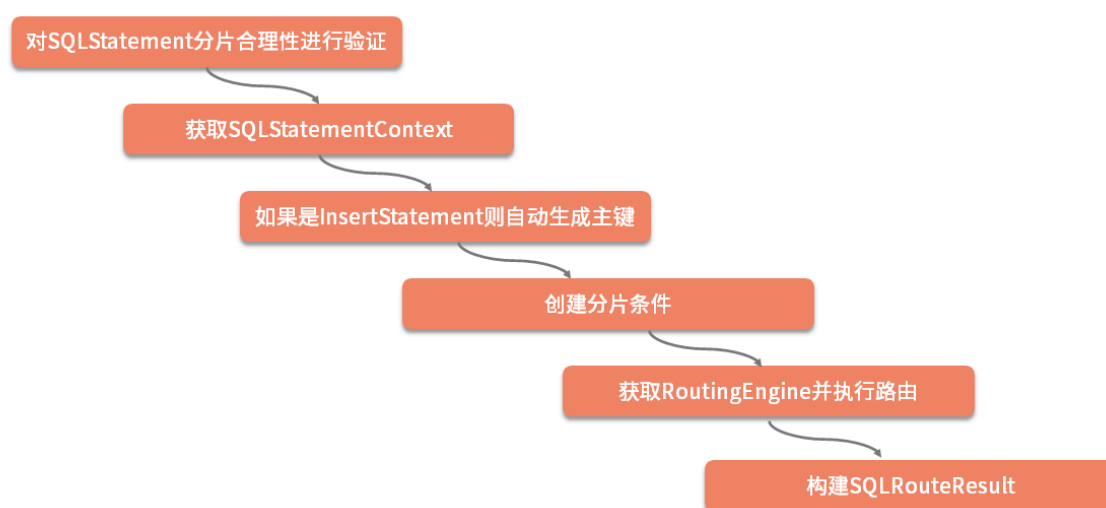 对SQLStatement分片合理性进行验证
获取SQLStatementContext
如果是InsertStatement则自动生成主键
创建分片条件
获取RoutingEngine并执行路由
构建SQLRouteResult